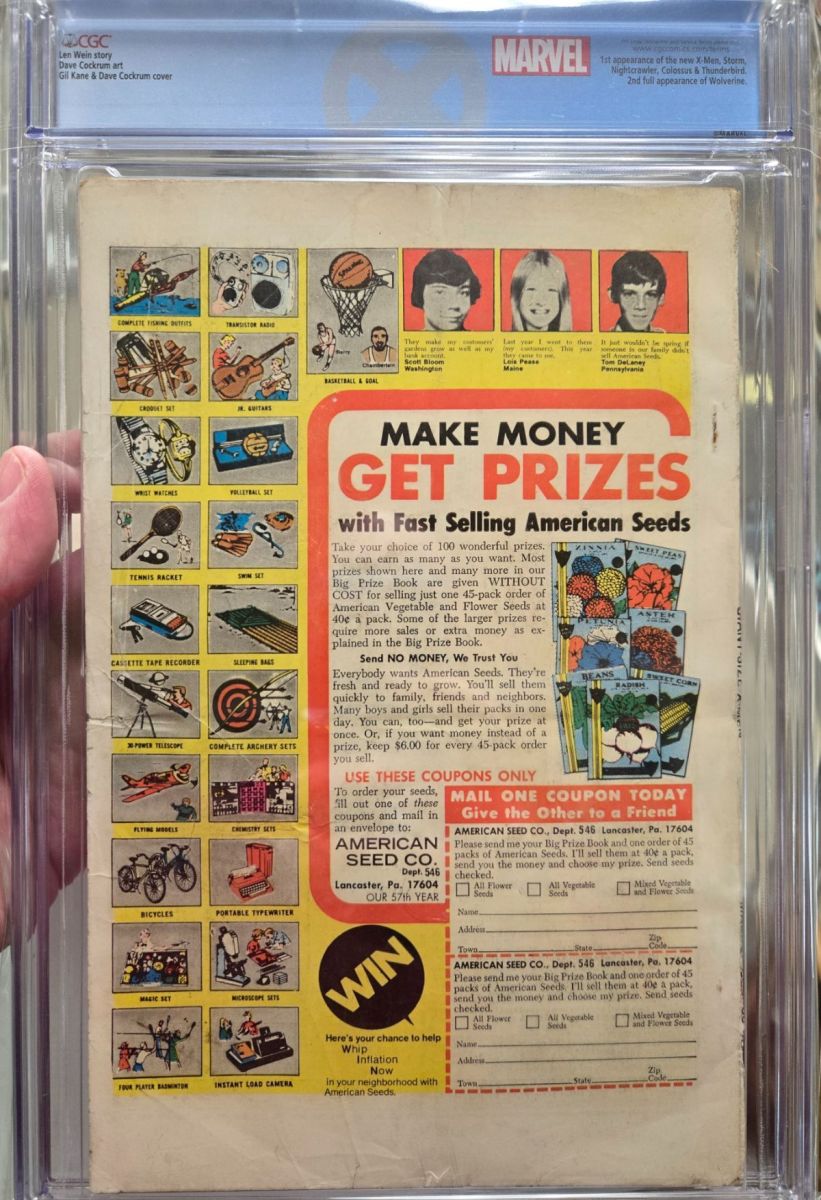 CGC
Len Wein story
Dave Cockrum art
Gil Kane & Dave Cockrum cover
MARVEL
www.cgccomics.com/terms
1st appearance of the new X-Men, Storm,
Nightcrawler, Colossus & Thunderbird.
2nd full appearance of Wolverine.
©MARVEL
COMPLETE FISHING OUTFITS
TRANSISTOR RADIO
SPALDING
Barry
Chamberlain
BASKETBALL & GOAL
CROQUET SET
JR. GUITARS
WRIST WATCHES
VOLLEYBALL SET
TENNIS RACKET
SWIM SET
CASSETTE TAPE RECORDER
SLEEPING BAGS
30-POWER TELESCOPE
COMPLETE ARCHERY SETS
FLYING MODELS
CHEMISTRY SETS
BICYCLES
PORTABLE TYPEWRITER
MAGIC SET
MICROSCOPE SETS
FOUR PLAYER BADMINTON
INSTANT LOAD CAMERA
They make my customers'
gardens grow as well as my
bank account.
Scott Bloom
Washington
Last year I went to them
(my customers). This year
they came to me.
Lois Pease
Maine
It just wouldn't be spring if
someone in our family didn't
sell American Seeds.
Tom DeLaney
Pennsylvania
MAKE MONEY
GET PRIZES
with Fast Selling American Seeds
Take your choice of 100 wonderful prizes.
You can earn as many as you want. Most
prizes shown here and many more in our
Big Prize Book are given WITHOUT
COST for selling just one 45-pack order of
American Vegetable and Flower Seeds at
40¢ a pack. Some of the larger prizes re-
quire more sales or extra money as ex-
plained in the Big Prize Book.
Send NO MONEY, We Trust You
Everybody wants American Seeds. They're
fresh and ready to grow. You'll sell them
quickly to family, friends and neighbors.
Many boys and girls sell their packs in one
day. You can, too—and get your prize at
once. Or, if you want money instead of a
prize, keep $6.00 for every 45-pack order
you sell.
ZINNIA
SWEET PEAS
PETUNIA
ASTER
BEANS
RADISH
SWEET CORN
USE THESE COUPONS ONLY
To order your seeds,
fill out one of these
coupons and mail in
an envelope to:
AMERICAN
SEED CO.
Dept. 546
Lancaster, Pa. 17604
OUR 57th YEAR
MAIL ONE COUPON TODAY
Give the Other to a Friend
AMERICAN SEED CO., Dept. 546 Lancaster, Pa. 17604
Please send me your Big Prize Book and one order of 45
packs of American Seeds. I'll sell them at 40¢ a pack,
send you the money and choose my prize. Send seeds
checked.
All Flower Seeds
All Vegetable Seeds
Mixed Vegetable and Flower Seeds
Name
Address
Town State Zip Code
AMERICAN SEED CO., Dept. 546 Lancaster, Pa. 17604
Please send me your Big Prize Book and one order of 45
packs of American Seeds. I'll sell them at 40¢ a pack,
send you the money and choose my prize. Send seeds
checked.
All Flower Seeds
All Vegetable Seeds
Mixed Vegetable and Flower Seeds
Name
Address
Town State Zip Code
WIN
Here's your chance to help
Whip
Inflation
Now
in your neighborhood with
American Seeds.